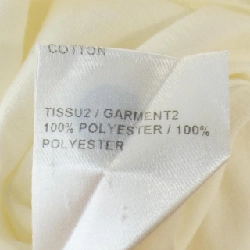 COTTON
TISSU2 / GARMENT2
100% POLYESTER / 100%
POLYESTER